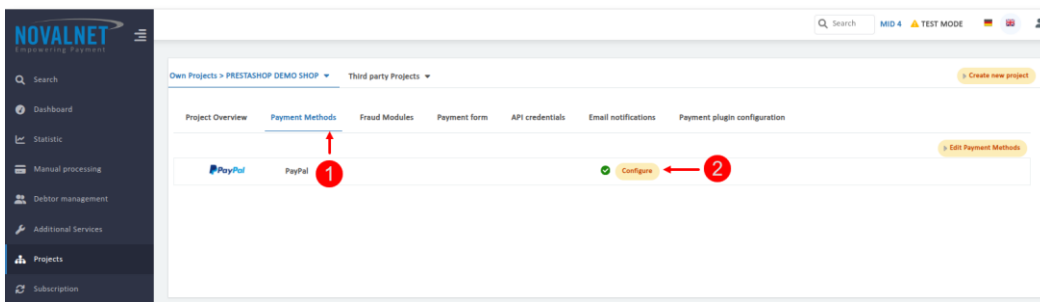 NOVALNET
Empowering Payment
Search
MID 4
TEST MODE
Search
Dashboard
Statistic
Manual processing
Debtor management
Additional Services
Projects
Subscription
Own Projects > PRESTASHOP DEMO SHOP
Third party Projects
» Create new project
Project Overview
Payment Methods
Fraud Modules
Payment form
API credentials
Email notifications
Payment plugin configuration
» Edit Payment Methods
PayPal
PayPal
Configure
1
2